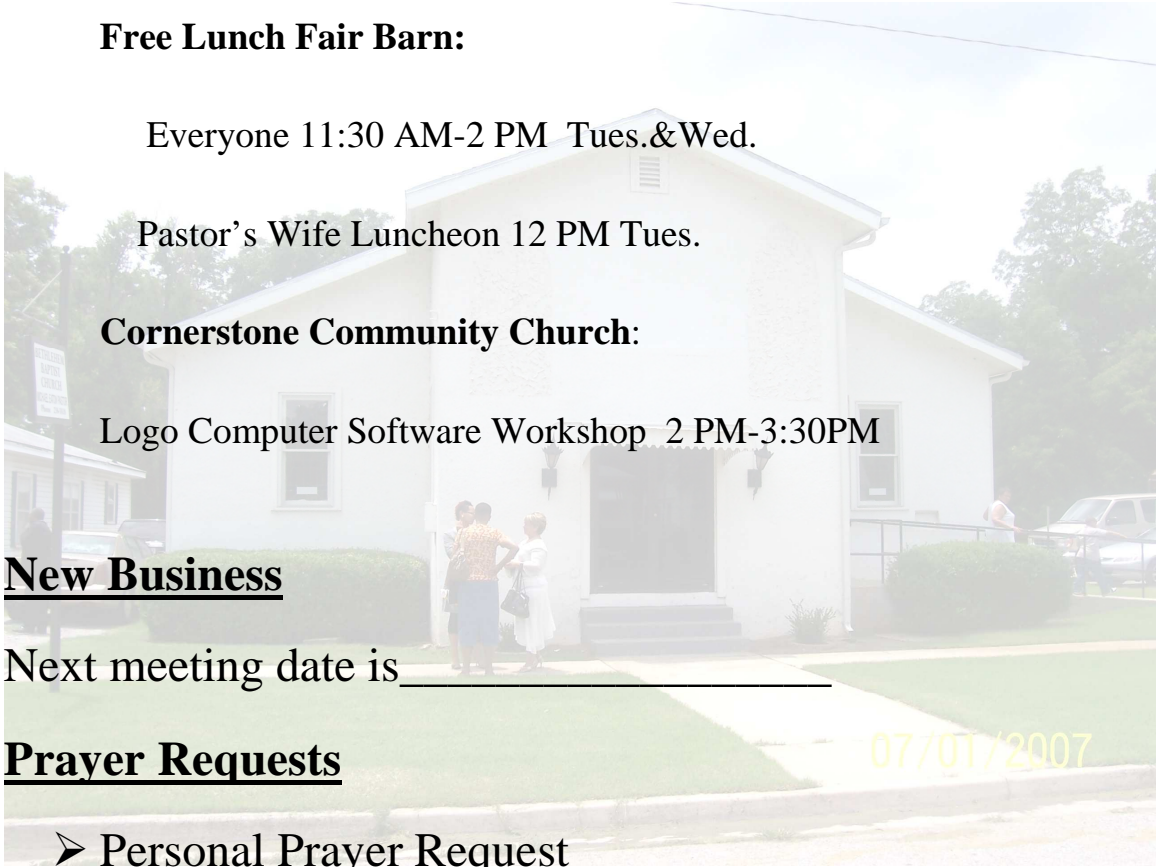 Free Lunch Fair Barn:
Everyone 11:30 AM-2 PM Tues.&Wed.
Pastor’s Wife Luncheon 12 PM Tues.
Cornerstone Community Church:
Logo Computer Software Workshop 2 PM-3:30PM
BAPTIST
CHURCH
New Business
Next meeting date is__________________
Prayer Requests
07/01/2007
➢ Personal Prayer Request